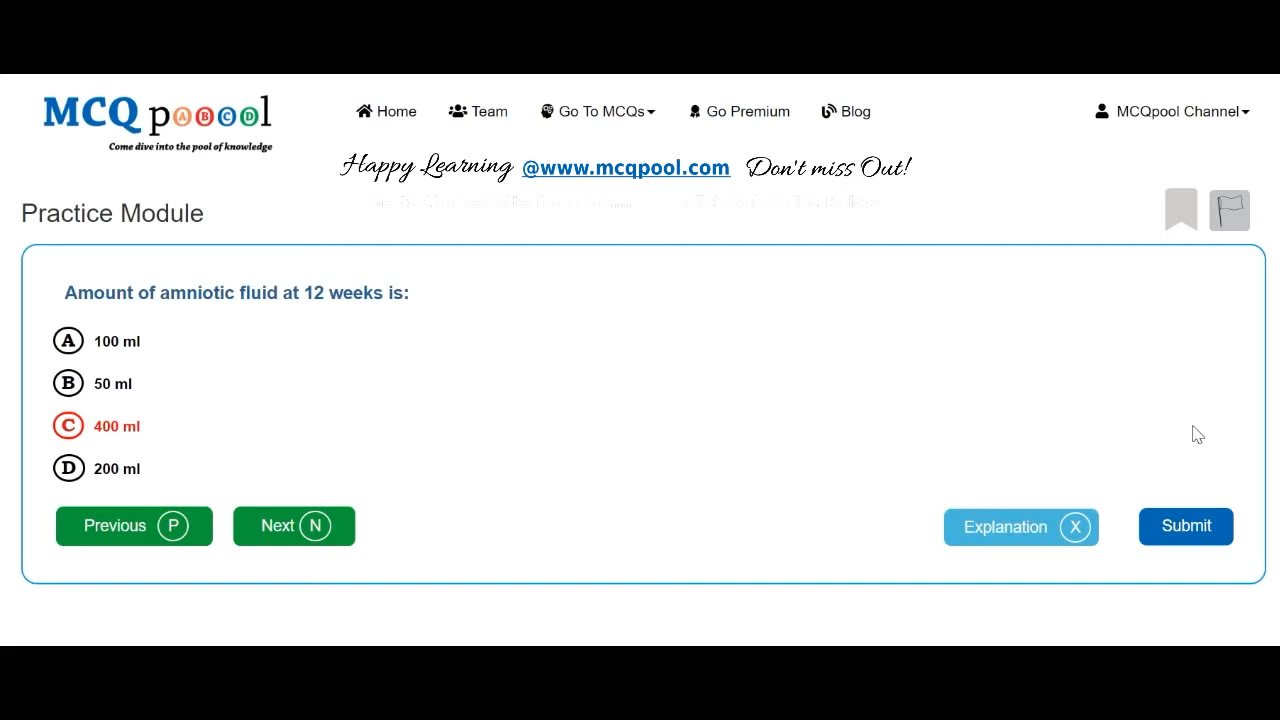 MCQ pABCDl
Come dive into the pool of knowledge
Home Team Go To MCQs Go Premium Blog MCQpool Channel
Happy Learning @www.mcqpool.com Don't miss Out!
Practice Module
Amount of amniotic fluid at 12 weeks is:
A 100 ml
B 50 ml
C 400 ml
D 200 ml
Previous P Next N Explanation X Submit